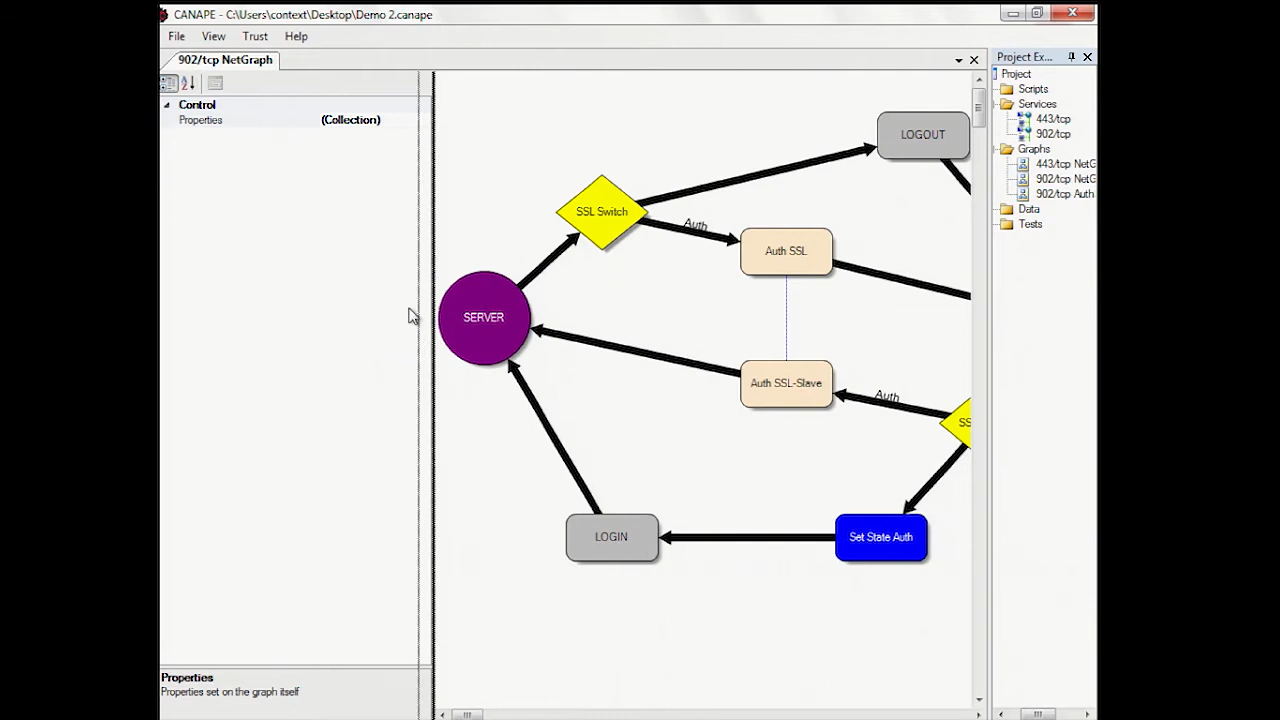 CANAPE - C:\Users\context\Desktop\Demo 2.canape
File View Trust Help
902/tcp NetGraph
Control
Properties (Collection)
Properties
Properties set on the graph itself
LOGOUT
SSL Switch
Auth
Auth SSL
SERVER
Auth SSL-Slave
Auth
SS
LOGIN
Set State Auth
Project Ex...
Project
Scripts
Services
443/tcp
902/tcp
Graphs
443/tcp NetG
902/tcp NetG
902/tcp Auth
Data
Tests